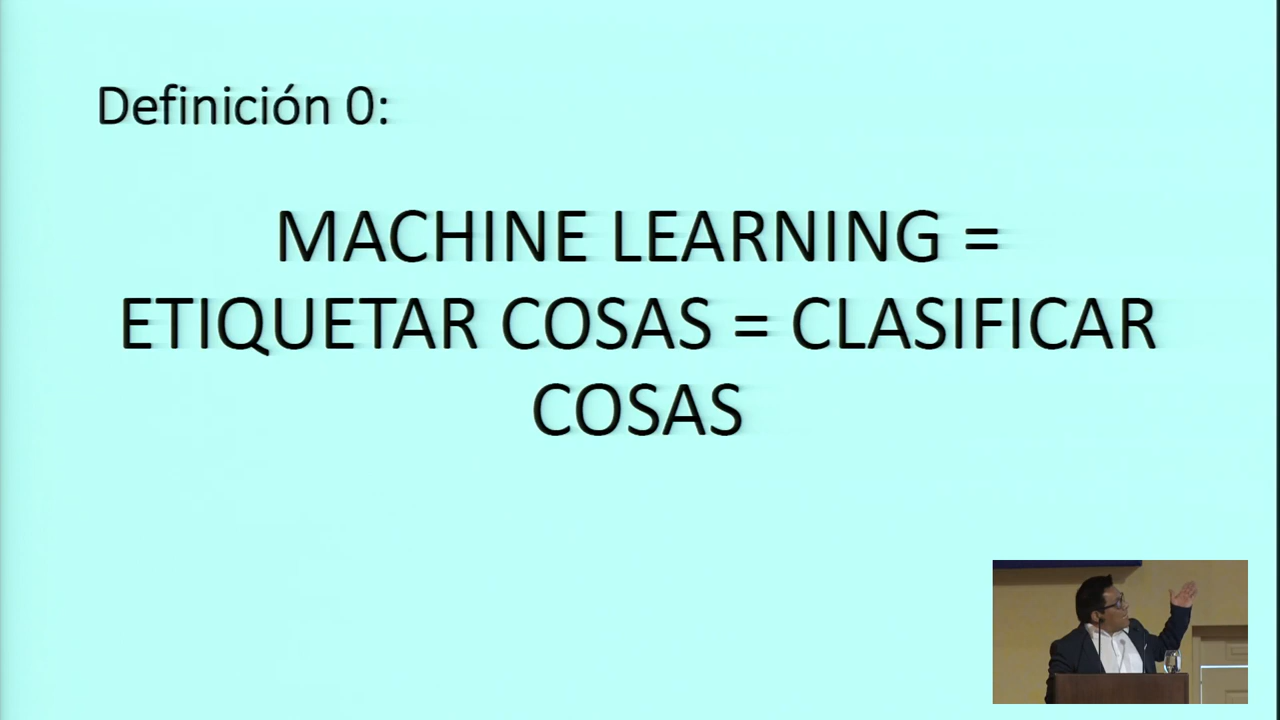 Definición 0:
MACHINE LEARNING =
ETIQUETAR COSAS = CLASIFICAR
COSAS